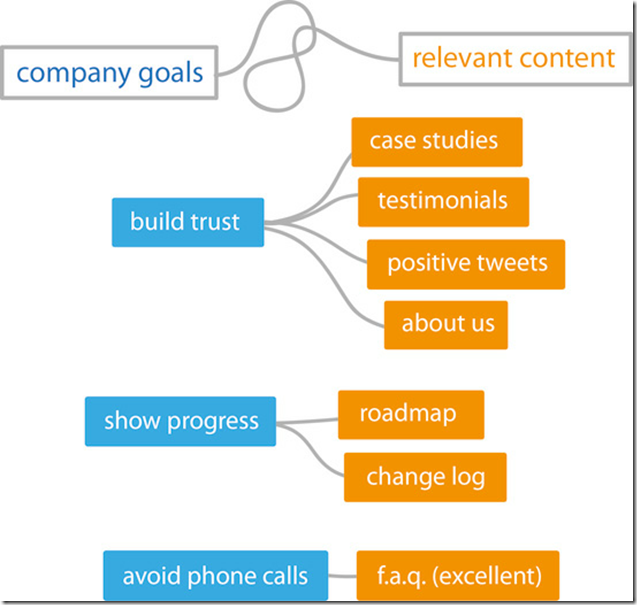 company goals
relevant content
build trust
case studies
testimonials
positive tweets
about us
show progress
roadmap
change log
avoid phone calls
f.a.q. (excellent)